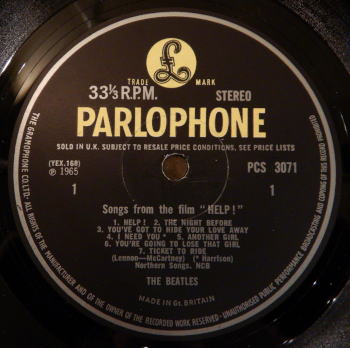 £
TRADE MARK
33⅓ R.P.M. STEREO
PARLOPHONE
SOLD IN U.K. SUBJECT TO RESALE PRICE CONDITIONS, SEE PRICE LISTS
(YEX.168)
℗ 1965
PCS 3071
1
1
Songs from the film "HELP!"
1. HELP! 2. THE NIGHT BEFORE
3. YOU'VE GOT TO HIDE YOUR LOVE AWAY
4. I NEED YOU * 5. ANOTHER GIRL
6. YOU'RE GOING TO LOSE THAT GIRL
7. TICKET TO RIDE
(Lennon-McCartney) (* Harrison)
Northern Songs. NCB
THE BEATLES
MADE IN Gt. BRITAIN
THE GRAMOPHONE CO. LTD. ALL RIGHTS OF THE MANUFACTURER AND OF THE OWNER OF THE RECORDED WORK RESERVED UNAUTHORISED PUBLIC PERFORMANCE, BROADCASTING AND COPYING OF THIS RECORD PROHIBITED